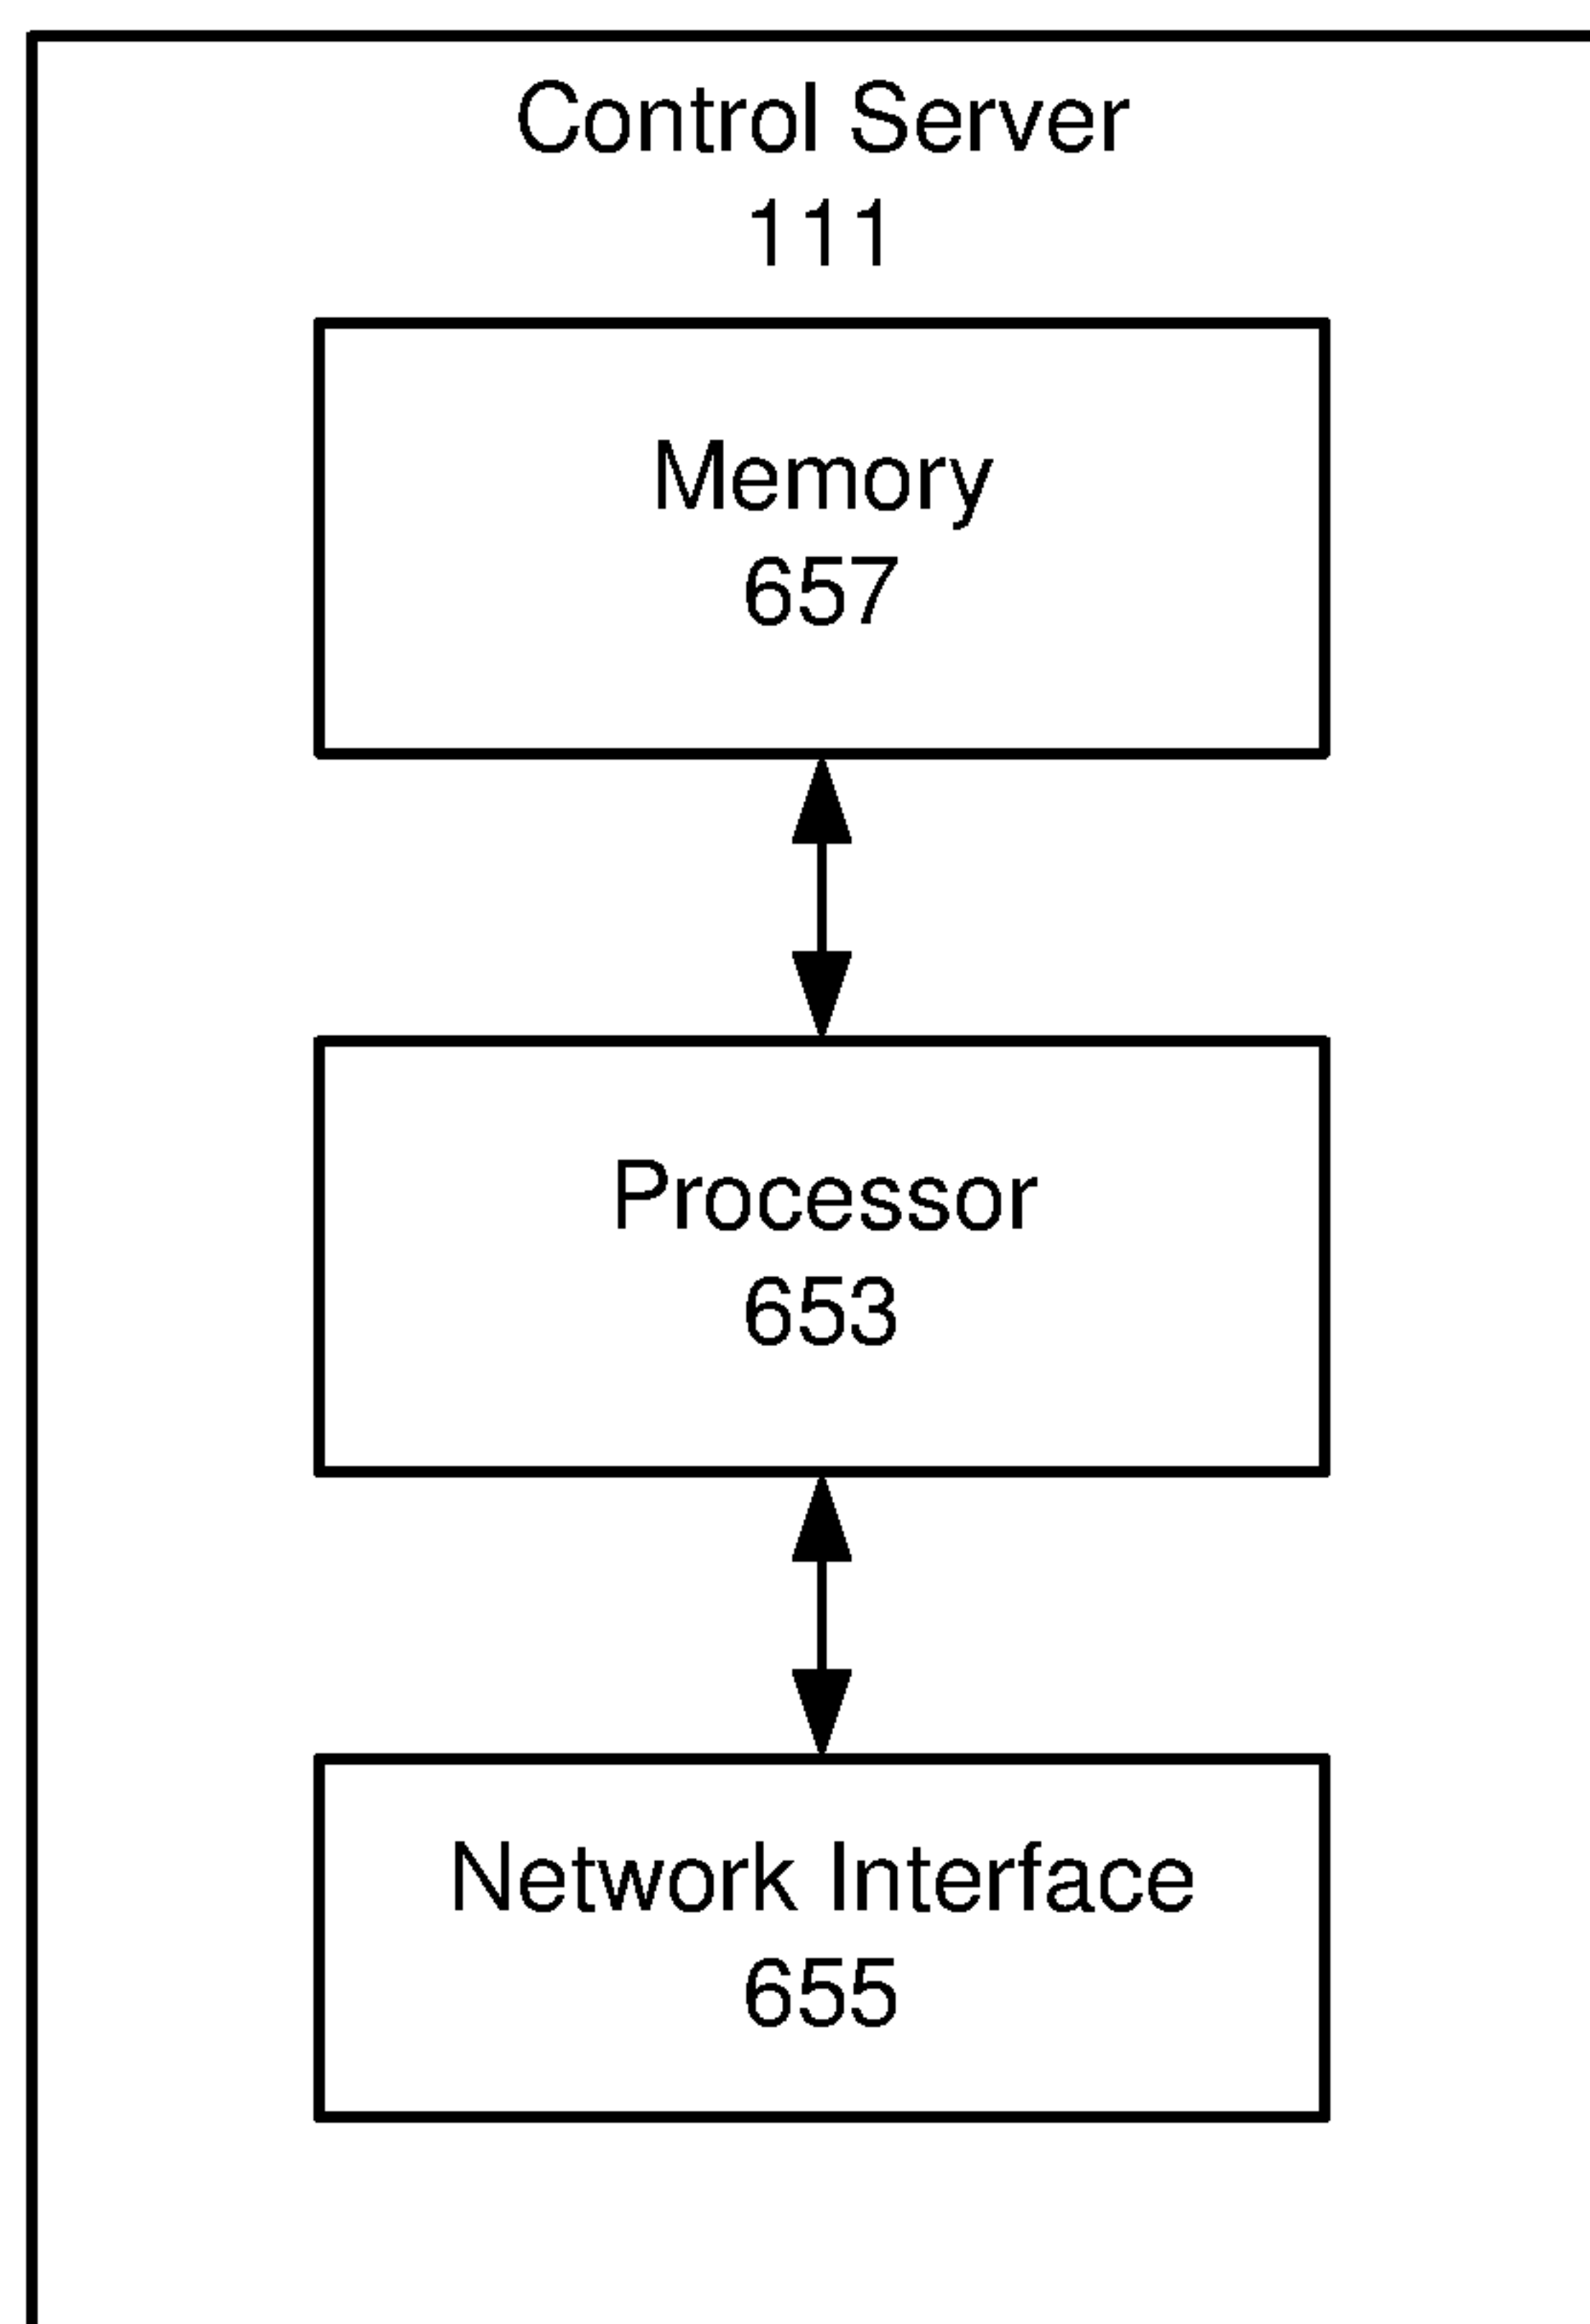 Control Server
111
Memory
657
Processor
653
Network Interface
655